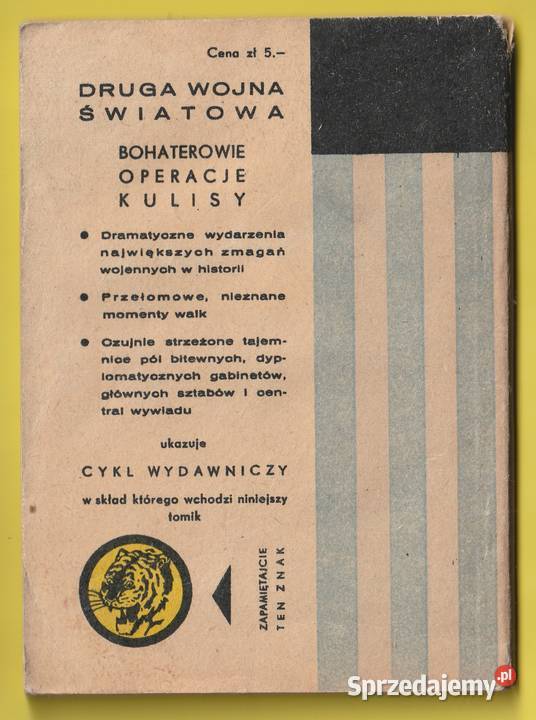 Cena zł 5.—
DRUGA WOJNA
ŚWIATOWA
BOHATEROWIE
OPERACJE
KULISY
● Dramatyczne wydarzenia
największych zmagań
wojennych w historii
● Przełomowe, nieznane
momenty walk
● Czujnie strzeżone tajem-
nice pól bitewnych, dyp-
lomatycznych gabinetów,
głównych sztabów i cen-
tral wywiadu
ukazuje
CYKL WYDAWNICZY
w skład którego wchodzi niniejszy
tomik
ZAPAMIĘTAJCIE
TEN ZNAK
Sprzedajemy.pl